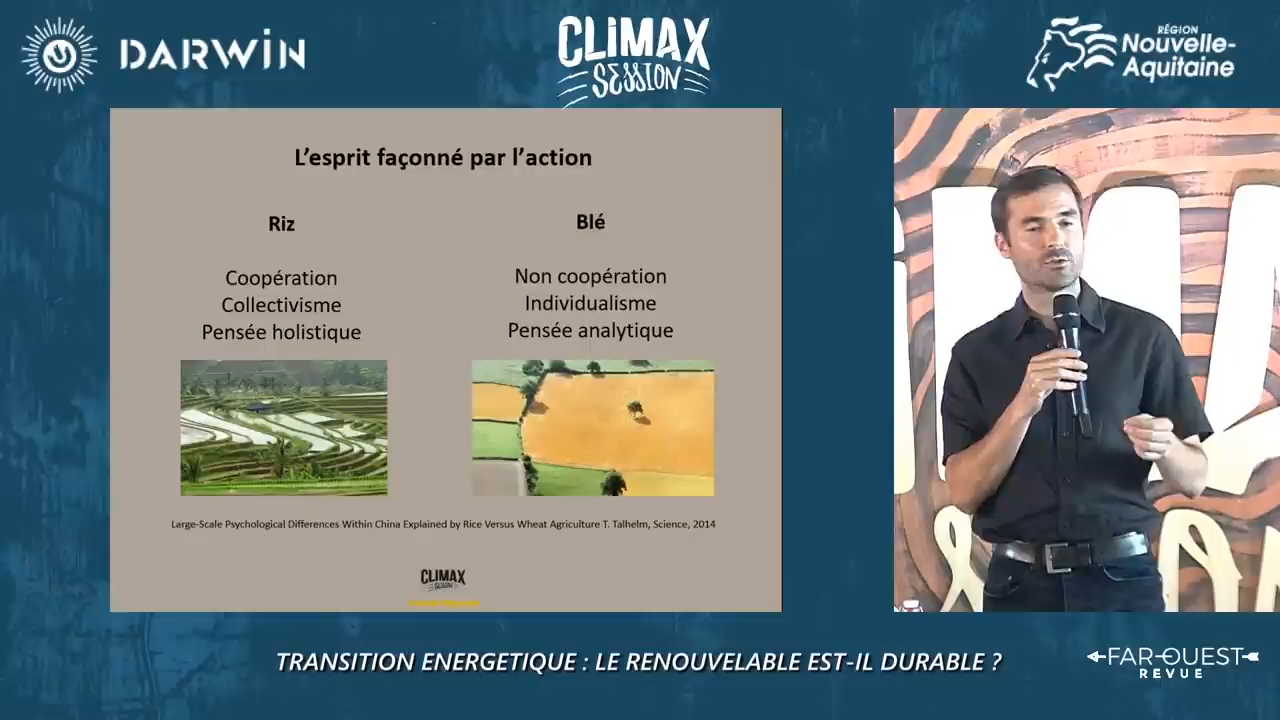 DARWIN
CLIMAX
SESSION
RÉGION
Nouvelle-
Aquitaine
L'esprit façonné par l'action
Riz
Blé
Coopération
Collectivisme
Pensée holistique
Non coopération
Individualisme
Pensée analytique
Large-Scale Psychological Differences Within China Explained by Rice Versus Wheat Agriculture T. Talhelm, Science, 2014
CLIMAX
SESSION
TRANSITION ENERGETIQUE : LE RENOUVELABLE EST-IL DURABLE ?
FAR OUEST
REVUE